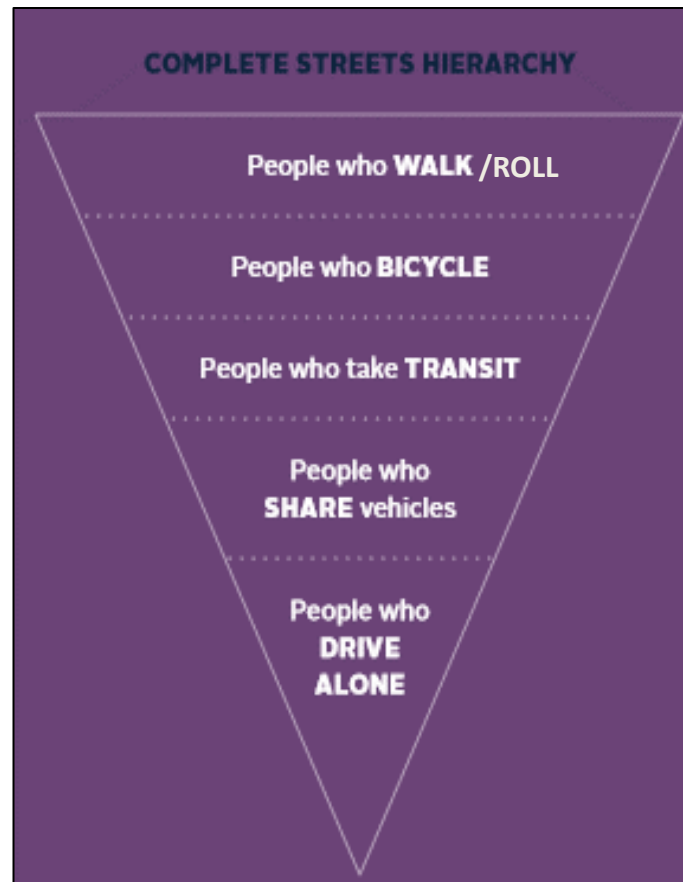 COMPLETE STREETS HIERARCHY
People who WALK /ROLL
People who BICYCLE
People who take TRANSIT
People who
SHARE vehicles
People who
DRIVE
ALONE